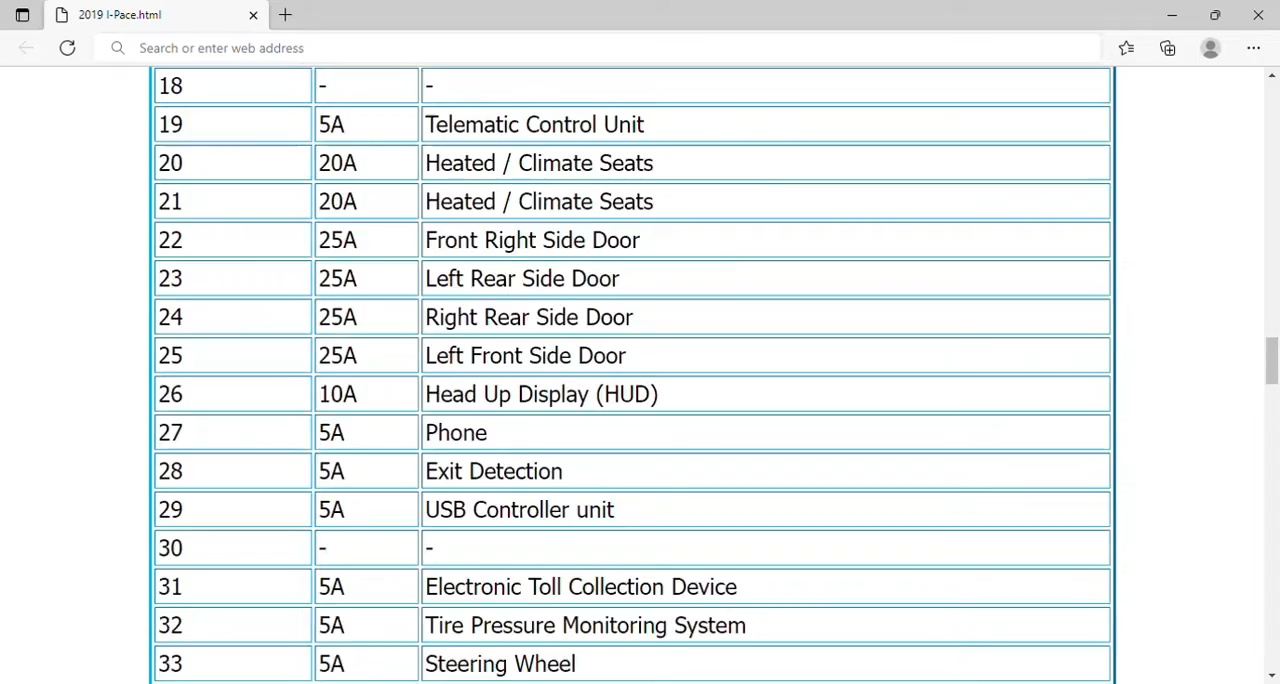 2019 I-Pace.html
Search or enter web address
18 - -
19 5A Telematic Control Unit
20 20A Heated / Climate Seats
21 20A Heated / Climate Seats
22 25A Front Right Side Door
23 25A Left Rear Side Door
24 25A Right Rear Side Door
25 25A Left Front Side Door
26 10A Head Up Display (HUD)
27 5A Phone
28 5A Exit Detection
29 5A USB Controller unit
30 - -
31 5A Electronic Toll Collection Device
32 5A Tire Pressure Monitoring System
33 5A Steering Wheel